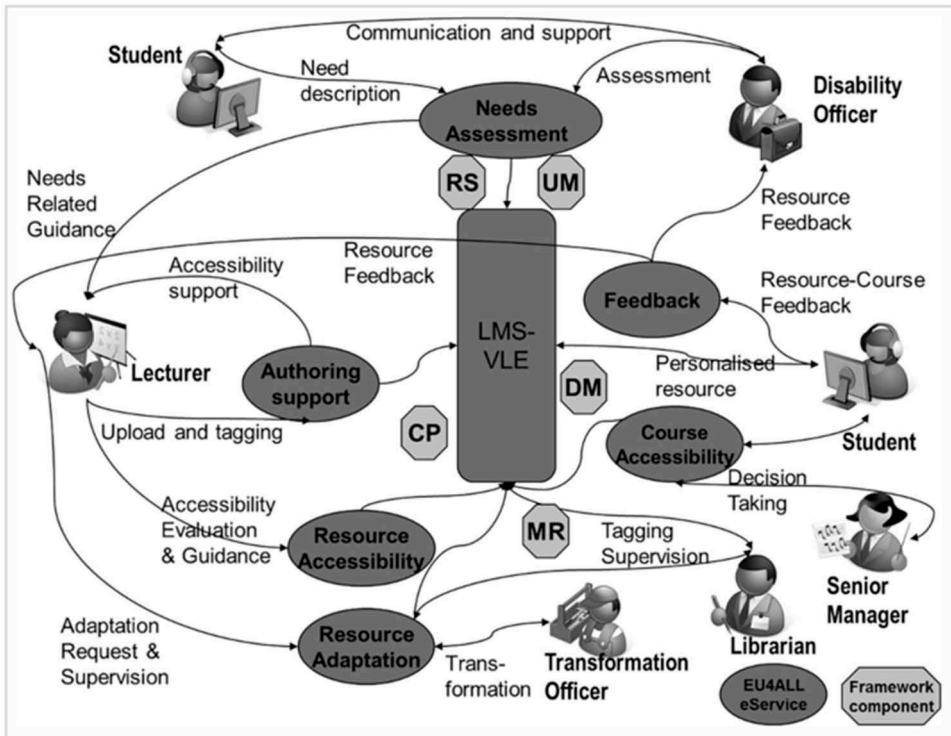 Communication and support
Student
Need
description
Assessment
Disability
Officer
Needs
Assessment
RS
UM
Needs
Related
Guidance
Resource
Feedback
Resource
Feedback
Accessibility
support
Feedback
Resource-Course
Feedback
LMS-
VLE
Lecturer
Authoring
support
Personalised
resource
DM
Upload and tagging
CP
Course
Accessibility
Student
Decision
Taking
Accessibility
Evaluation
& Guidance
Resource
Accessibility
MR
Tagging
Supervision
Senior
Manager
Adaptation
Request &
Supervision
Resource
Adaptation
Trans-
formation
Transformation
Officer
Librarian
EU4ALL
eService
Framework
component